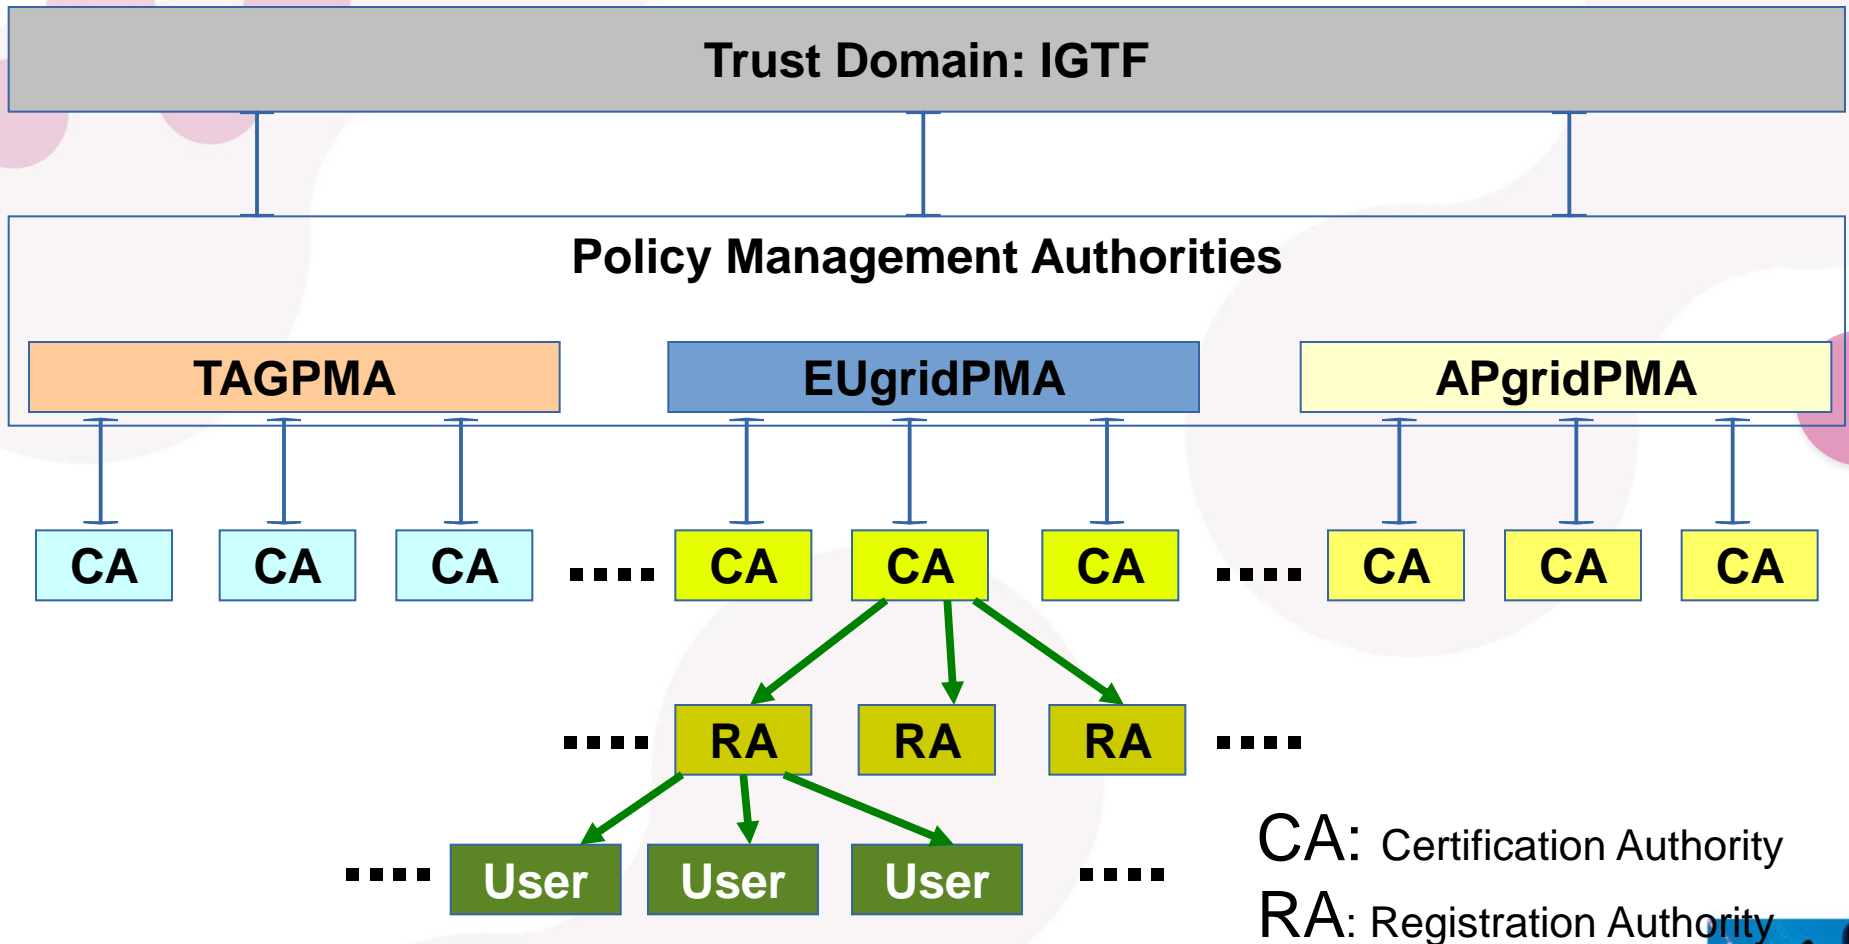 Trust Domain: IGTF
Policy Management Authorities
TAGPMA EUgridPMA APgridPMA
CA CA CA .... CA CA CA .... CA CA CA
.... RA RA RA ....
.... User User User ....
CA: Certification Authority
RA: Registration Authority